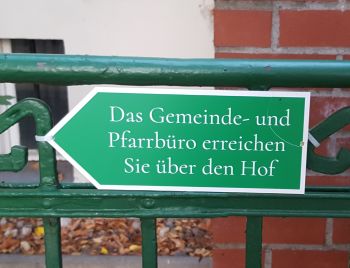 Das Gemeinde- und
Pfarrbüro erreichen
Sie über den Hof